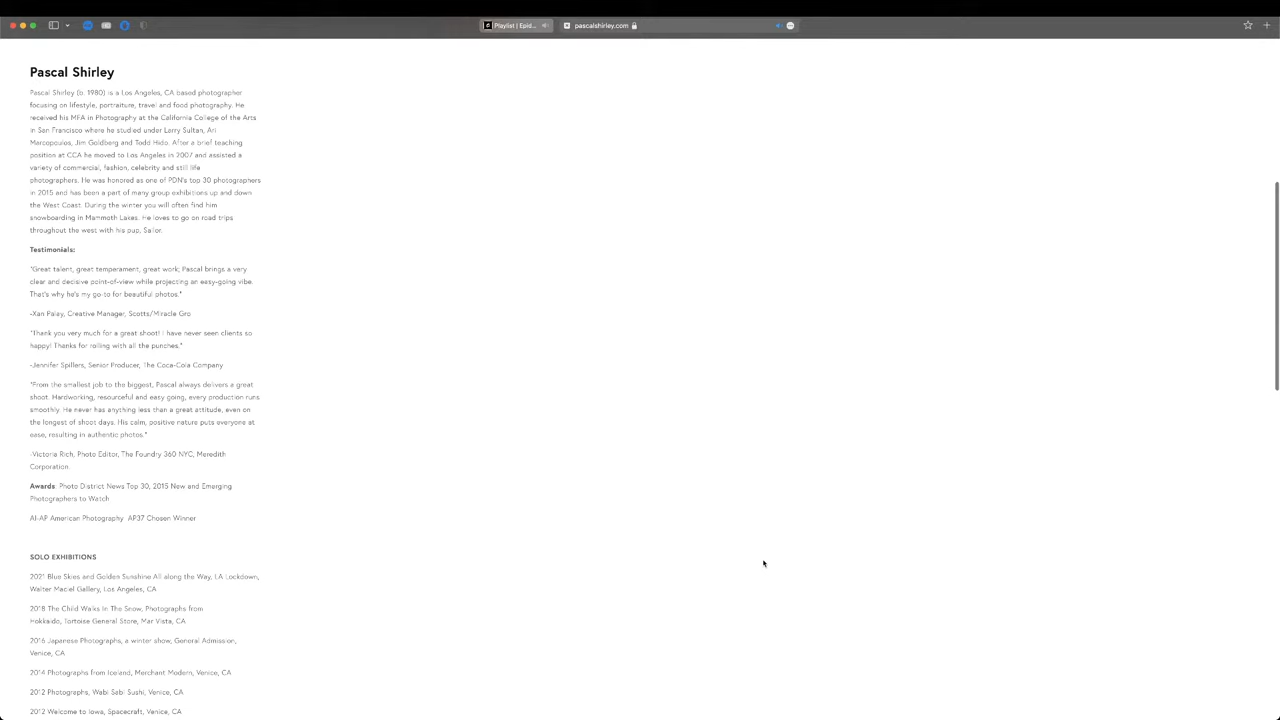 Playlist | Epid...
pascalshirley.com
Pascal Shirley
Pascal Shirley (b. 1980) is a Los Angeles, CA based photographer
focusing on lifestyle, portraiture, travel and food photography. He
received his MFA in Photography at the California College of the Arts
in San Francisco where he studied under Larry Sultan, Ari
Marcopoulos, Jim Goldberg and Todd Hido. After a brief teaching
position at CCA he moved to Los Angeles in 2007 and assisted a
variety of commercial, fashion, celebrity and still life
photographers. He was honored as one of PDN's top 30 photographers
in 2015 and has been a part of many group exhibitions up and down
the West Coast. During the winter you will often find him
snowboarding in Mammoth Lakes. He loves to go on road trips
throughout the west with his pup, Sailor.
Testimonials:
"Great talent, great temperament, great work; Pascal brings a very
clear and decisive point-of-view while projecting an easy-going vibe.
That's why he's my go-to for beautiful photos."
-Xan Palay, Creative Manager, Scotts/Miracle Gro
"Thank you very much for a great shoot! I have never seen clients so
happy! Thanks for rolling with all the punches."
-Jennifer Spillers, Senior Producer, The Coca-Cola Company
"From the smallest job to the biggest, Pascal always delivers a great
shoot. Hardworking, resourceful and easy going, every production runs
smoothly. He never has anything less than a great attitude, even on
the longest of shoot days. His calm, positive nature puts everyone at
ease, resulting in authentic photos."
-Victoria Rich, Photo Editor, The Foundry 360 NYC, Meredith
Corporation.
Awards: Photo District News Top 30, 2015 New and Emerging
Photographers to Watch
AI-AP American Photography AP37 Chosen Winner
SOLO EXHIBITIONS
2021 Blue Skies and Golden Sunshine All along the Way, LA Lockdown,
Walter Maciel Gallery, Los Angeles, CA
2018 The Child Walks In The Snow, Photographs from
Hokkaido, Tortoise General Store, Mar Vista, CA
2016 Japanese Photographs, a winter show, General Admission,
Venice, CA
2014 Photographs from Iceland, Merchant Modern, Venice, CA
2012 Photographs, Wabi Sabi Sushi, Venice, CA
2012 Welcome to Iowa, Spacecraft, Venice, CA